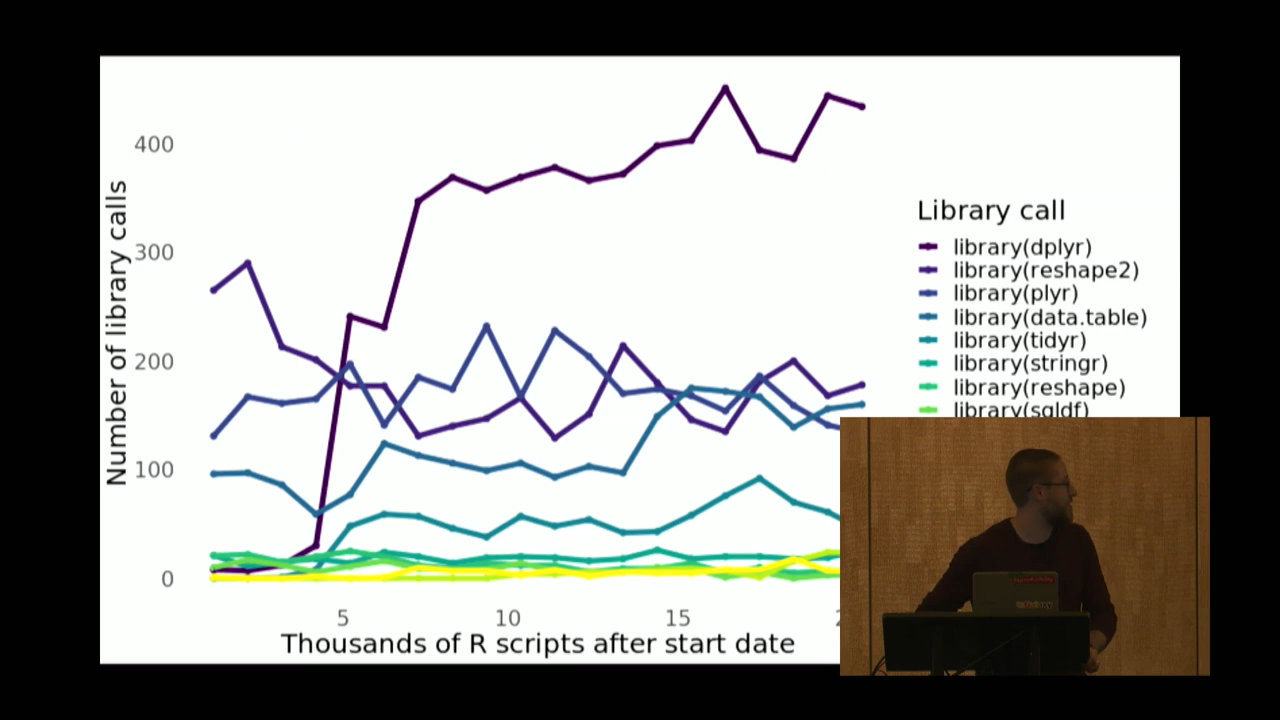 Number of library calls
400
300
200
100
0
5
10
15
Thousands of R scripts after start date
Library call
library(dplyr)
library(reshape2)
library(plyr)
library(data.table)
library(tidyr)
library(stringr)
library(reshape)
library(sqldf)